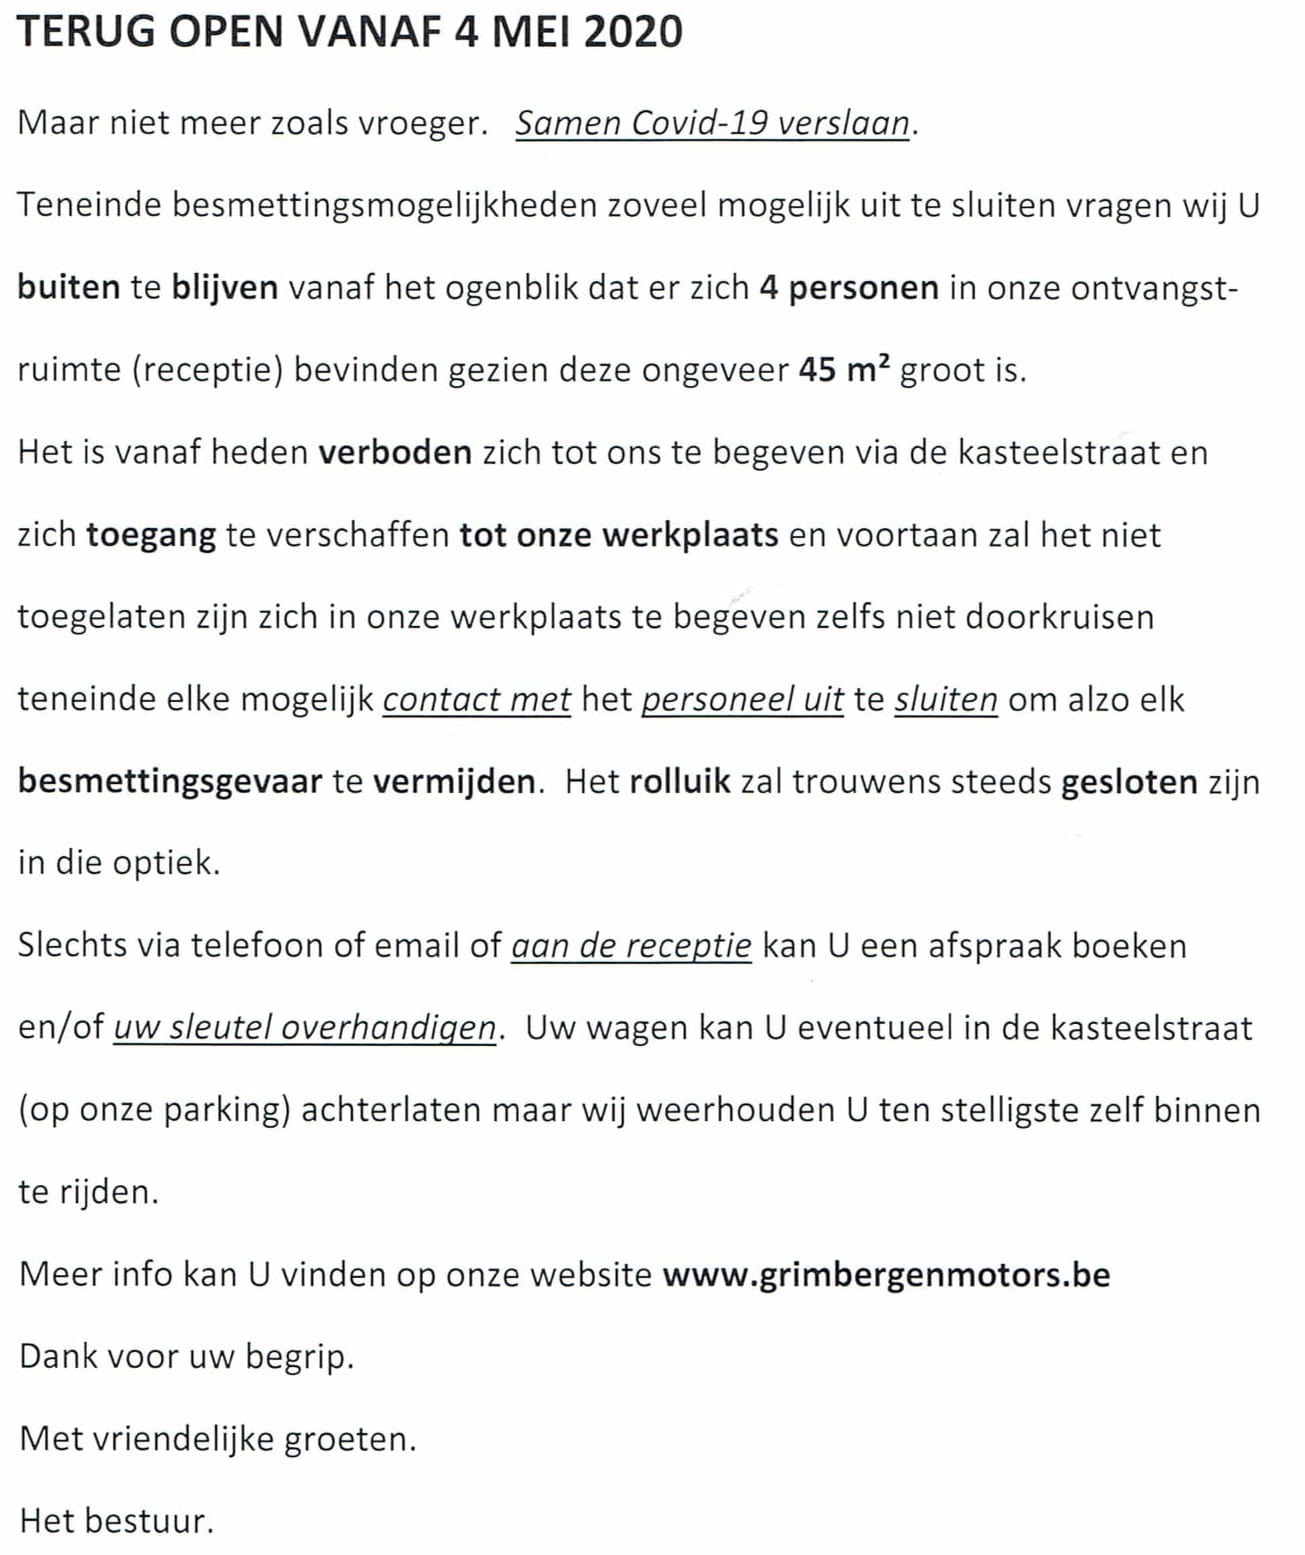 TERUG OPEN VANAF 4 MEI 2020
Maar niet meer zoals vroeger. Samen Covid-19 verslaan.
Teneinde besmettingsmogelijkheden zoveel mogelijk uit te sluiten vragen wij U
buiten te blijven vanaf het ogenblik dat er zich 4 personen in onze ontvangst-
ruimte (receptie) bevinden gezien deze ongeveer 45 m² groot is.
Het is vanaf heden verboden zich tot ons te begeven via de kasteelstraat en
zich toegang te verschaffen tot onze werkplaats en voortaan zal het niet
toegelaten zijn zich in onze werkplaats te begeven zelfs niet doorkruisen
teneinde elke mogelijk contact met het personeel uit te sluiten om alzo elk
besmettingsgevaar te vermijden. Het rolluik zal trouwens steeds gesloten zijn
in die optiek.
Slechts via telefoon of email of aan de receptie kan U een afspraak boeken
en/of uw sleutel overhandigen. Uw wagen kan U eventueel in de kasteelstraat
(op onze parking) achterlaten maar wij weerhouden U ten stelligste zelf binnen
te rijden.
Meer info kan U vinden op onze website www.grimbergenmotors.be
Dank voor uw begrip.
Met vriendelijke groeten.
Het bestuur.